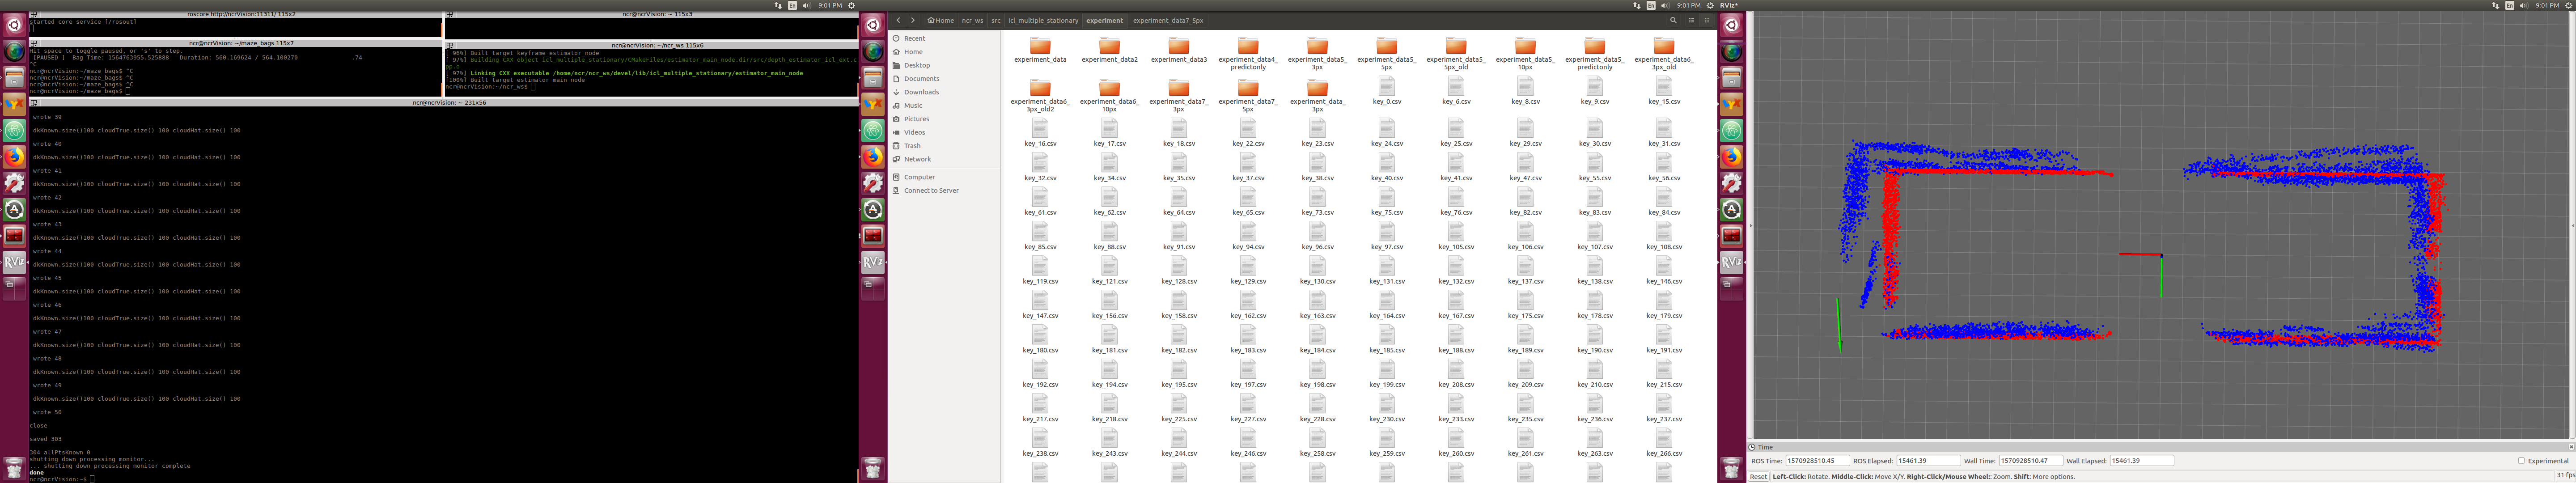 En 9:01 PM
roscore http://ncrVision:11311/ 115x2
started core service [/rosout]
ncr@ncrVision: ~/maze_bags 115x7
Hit space to toggle paused, or 's' to step.
[PAUSED ] Bag Time: 1564763955.525888 Duration: 560.169624 / 564.100270 .74
^C
ncr@ncrVision:~/maze_bags$ ^C
ncr@ncrVision:~/maze_bags$ ^C
ncr@ncrVision:~/maze_bags$ ^C
ncr@ncrVision:~/maze_bags$
ncr@ncrVision: ~ 115x3
ncr@ncrVision: ~/ncr_ws 115x6
[ 96%] Built target keyframe_estimator_node
[ 97%] Building CXX object icl_multiple_stationary/CMakeFiles/estimator_main_node.dir/src/depth_estimator_icl_ext.c
pp.o
[ 97%] Linking CXX executable /home/ncr/ncr_ws/devel/lib/icl_multiple_stationary/estimator_main_node
[100%] Built target estimator_main_node
ncr@ncrVision:~/ncr_ws$
ncr@ncrVision: ~ 231x56
wrote 39
dkKnown.size()100 cloudTrue.size() 100 cloudHat.size() 100
wrote 40
dkKnown.size()100 cloudTrue.size() 100 cloudHat.size() 100
wrote 41
dkKnown.size()100 cloudTrue.size() 100 cloudHat.size() 100
wrote 42
dkKnown.size()100 cloudTrue.size() 100 cloudHat.size() 100
wrote 43
dkKnown.size()100 cloudTrue.size() 100 cloudHat.size() 100
wrote 44
dkKnown.size()100 cloudTrue.size() 100 cloudHat.size() 100
wrote 45
dkKnown.size()100 cloudTrue.size() 100 cloudHat.size() 100
wrote 46
dkKnown.size()100 cloudTrue.size() 100 cloudHat.size() 100
wrote 47
dkKnown.size()100 cloudTrue.size() 100 cloudHat.size() 100
wrote 48
dkKnown.size()100 cloudTrue.size() 100 cloudHat.size() 100
wrote 49
dkKnown.size()100 cloudTrue.size() 100 cloudHat.size() 100
wrote 50
close
saved 303
304 allPtsKnown 0
shutting down processing monitor...
... shutting down processing monitor complete
done
ncr@ncrVision:~$
En 9:01 PM
Home ncr_ws src icl_multiple_stationary experiment experiment_data7_5px
Recent
Home
Desktop
Documents
Downloads
Music
Pictures
Videos
Trash
Network
Computer
Connect to Server
experiment_data experiment_data2 experiment_data3 experiment_data4_predictonly experiment_data5_3px experiment_data5_5px experiment_data5_5px_old experiment_data5_10px experiment_data5_predictonly experiment_data6_3px_old
experiment_data6_3px_old2 experiment_data6_10px experiment_data7_3px experiment_data7_5px experiment_data_3px key_0.csv key_6.csv key_8.csv key_9.csv key_15.csv
key_16.csv key_17.csv key_18.csv key_22.csv key_23.csv key_24.csv key_25.csv key_29.csv key_30.csv key_31.csv
key_32.csv key_34.csv key_35.csv key_37.csv key_38.csv key_40.csv key_41.csv key_47.csv key_55.csv key_56.csv
key_61.csv key_62.csv key_64.csv key_65.csv key_73.csv key_75.csv key_76.csv key_82.csv key_83.csv key_84.csv
key_85.csv key_88.csv key_91.csv key_94.csv key_96.csv key_97.csv key_105.csv key_106.csv key_107.csv key_108.csv
key_119.csv key_121.csv key_128.csv key_129.csv key_130.csv key_131.csv key_132.csv key_137.csv key_138.csv key_146.csv
key_147.csv key_156.csv key_158.csv key_162.csv key_163.csv key_164.csv key_167.csv key_175.csv key_178.csv key_179.csv
key_180.csv key_181.csv key_182.csv key_183.csv key_184.csv key_185.csv key_188.csv key_189.csv key_190.csv key_191.csv
key_192.csv key_194.csv key_195.csv key_197.csv key_198.csv key_199.csv key_208.csv key_209.csv key_210.csv key_215.csv
key_217.csv key_218.csv key_225.csv key_227.csv key_228.csv key_230.csv key_233.csv key_235.csv key_236.csv key_237.csv
key_238.csv key_243.csv key_244.csv key_246.csv key_258.csv key_259.csv key_260.csv key_261.csv key_263.csv key_266.csv
RViz*
En 9:01 PM
Time
ROS Time: 1570928510.45 ROS Elapsed: 15461.39 Wall Time: 1570928510.47 Wall Elapsed: 15461.39 Experimental
Reset Left-Click: Rotate. Middle-Click: Move X/Y. Right-Click/Mouse Wheel: Zoom. Shift: More options. 31 fps